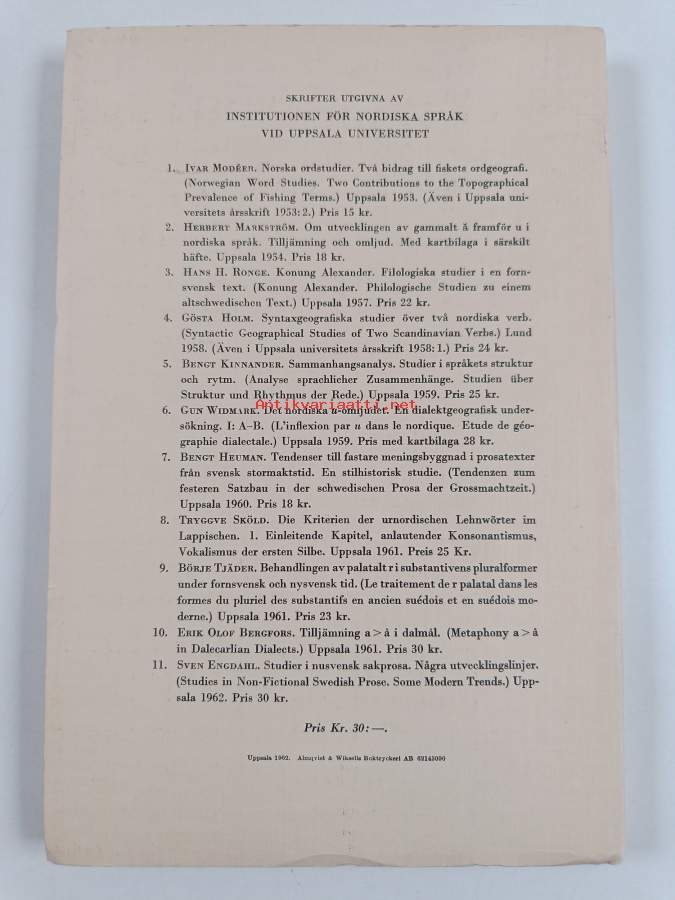 SKRIFTER UTGIVNA AV
INSTITUTIONEN FÖR NORDISKA SPRÅK
VID UPPSALA UNIVERSITET
1. IVAR MODÉER. Norska ordstudier. Två bidrag till fiskets ordgeografi.
(Norwegian Word Studies. Two Contributions to the Topographical
Prevalence of Fishing Terms.) Uppsala 1953. (Även i Uppsala uni-
versitets årsskrift 1953:2.) Pris 15 kr.
2. HERBERT MARKSTRÖM. Om utvecklingen av gammalt å framför u i
nordiska språk. Tilljämning och omljud. Med kartbilaga i särskilt
häfte. Uppsala 1954. Pris 18 kr.
3. HANS H. RONGE. Konung Alexander. Filologiska studier i en forn-
svensk text. (Konung Alexander. Philologische Studien zu einem
altschwedischen Text.) Uppsala 1957. Pris 22 kr.
4. GÖSTA HOLM. Syntaxgeografiska studier över två nordiska verb.
(Syntactic Geographical Studies of Two Scandinavian Verbs.) Lund
1958. (Även i Uppsala universitets årsskrift 1958:1.) Pris 24 kr.
5. BENGT KINNANDER. Sammanhangsanalys. Studier i språkets struktur
och rytm. (Analyse sprachlicher Zusammenhänge. Studien über
Struktur und Rhythmus der Rede.) Uppsala 1959. Pris 25 kr.
Antikvariaatti.net
6. GUN WIDMARK. Det nordiska u-omljudet. En dialektgeografisk under-
sökning. I: A–B. (L'inflexion par u dans le nordique. Etude de géo-
graphie dialectale.) Uppsala 1959. Pris med kartbilaga 28 kr.
7. BENGT HEUMAN. Tendenser till fastare meningsbyggnad i prosatexter
från svensk stormaktstid. En stilhistorisk studie. (Tendenzen zum
festeren Satzbau in der schwedischen Prosa der Grossmachtzeit.)
Uppsala 1960. Pris 18 kr.
8. TRYGGVE SKÖLD. Die Kriterien der urnordischen Lehnwörter im
Lappischen. 1. Einleitende Kapitel, anlautender Konsonantismus,
Vokalismus der ersten Silbe. Uppsala 1961. Preis 25 Kr.
9. BÖRJE TJÄDER. Behandlingen av palatalt r i substantivens pluralformer
under fornsvensk och nysvensk tid. (Le traitement de r palatal dans les
formes du pluriel des substantifs en ancien suédois et en suédois mo-
derne.) Uppsala 1961. Pris 23 kr.
10. ERIK OLOF BERGFORS. Tilljämning a > å i dalmål. (Metaphony a > å
in Dalecarlian Dialects.) Uppsala 1961. Pris 30 kr.
11. SVEN ENGDAHL. Studier i nusvensk sakprosa. Några utvecklingslinjer.
(Studies in Non-Fictional Swedish Prose. Some Modern Trends.) Upp-
sala 1962. Pris 30 kr.
Pris Kr. 30:—.
Uppsala 1962. Almqvist & Wiksells Boktryckeri AB 62143090